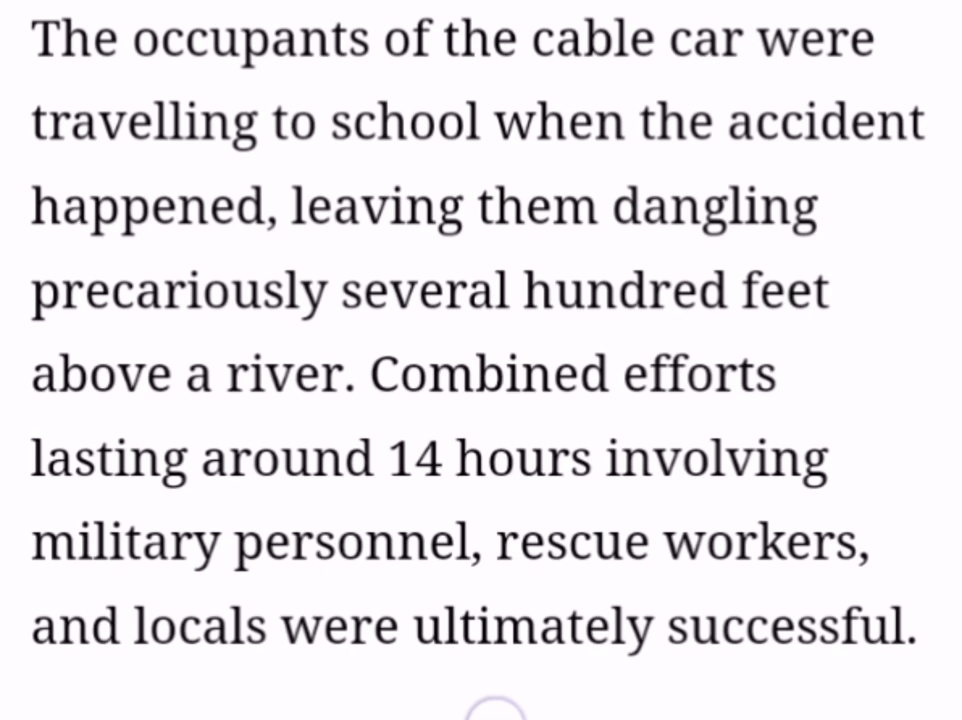 The occupants of the cable car were
travelling to school when the accident
happened, leaving them dangling
precariously several hundred feet
above a river. Combined efforts
lasting around 14 hours involving
military personnel, rescue workers,
and locals were ultimately successful.